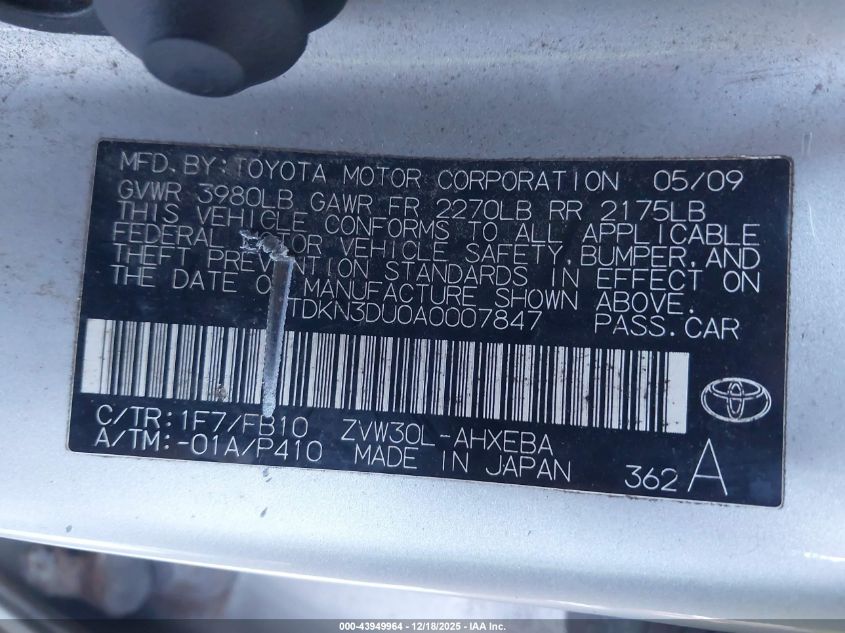 MFD. BY: TOYOTA MOTOR CORPORATION 05/09
GVWR 3980LB GAWR FR 2270LB RR 2175LB
THIS VEHICLE CONFORMS TO ALL APPLICABLE
FEDERAL MOTOR VEHICLE SAFETY, BUMPER, AND
THEFT PREVENTION STANDARDS IN EFFECT ON
THE DATE OF MANUFACTURE SHOWN ABOVE.
TDKN3DU0A0007847 PASS. CAR
C/TR: 1F7/FB10 ZVW30L-AHXEBA
A/TM: -01A/P410 MADE IN JAPAN
362 A
000-43949964 - 12/18/2025 - IAA Inc.